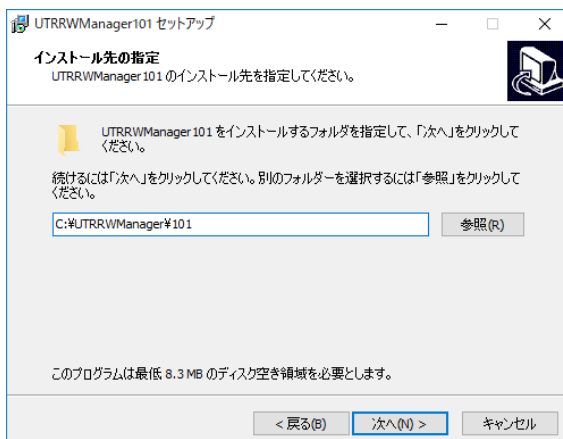 UTRRWManager101 セットアップ
インストール先の指定
UTRRWManager101 のインストール先を指定してください。
UTRRWManager101 をインストールするフォルダを指定して、「次へ」をクリックして
ください。
続けるには「次へ」をクリックしてください。別のフォルダーを選択するには「参照」をクリックして
ください。
C:¥UTRRWManager¥101
参照(R)
このプログラムは最低 8.3 MB のディスク空き領域を必要とします。
< 戻る(B)
次へ(N) >
キャンセル